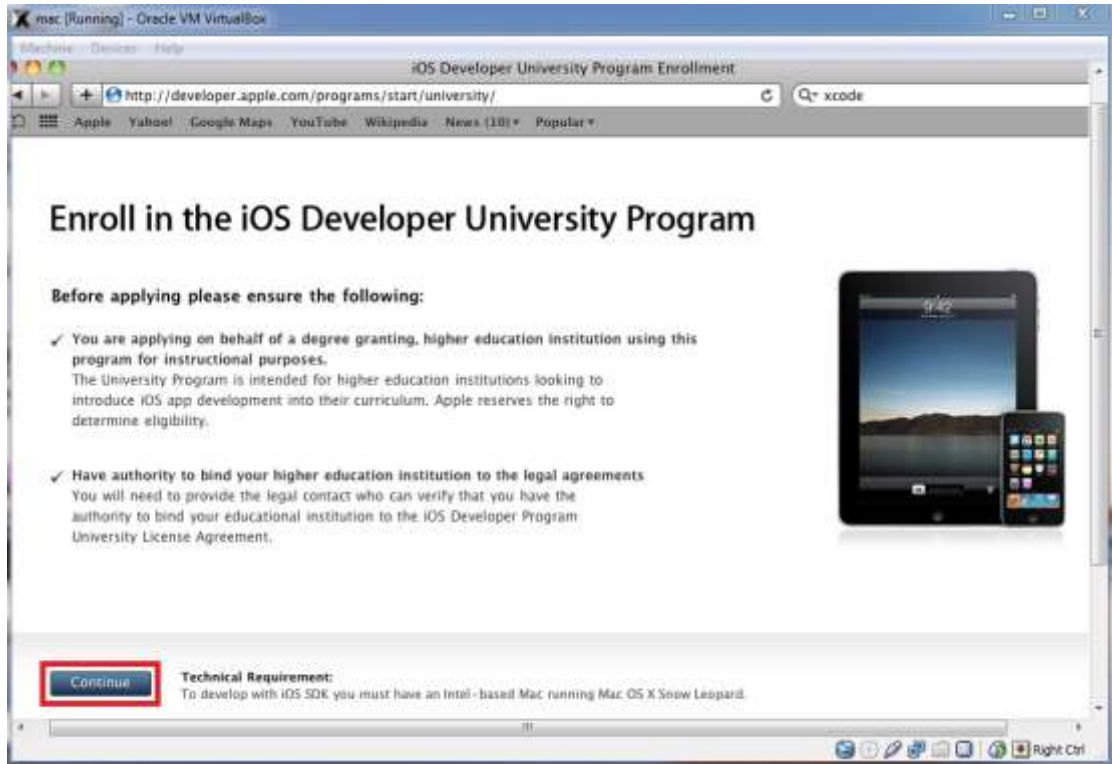 mac [Running] - Oracle VM VirtualBox
Machine Devices Help
iOS Developer University Program Enrollment
http://developer.apple.com/programs/start/university/
xcode
Apple Yahoo! Google Maps YouTube Wikipedia News (10) Popular
Enroll in the iOS Developer University Program
Before applying please ensure the following:
You are applying on behalf of a degree granting, higher education institution using this
program for instructional purposes.
The University Program is intended for higher education institutions looking to
introduce iOS app development into their curriculum. Apple reserves the right to
determine eligibility.
Have authority to bind your higher education institution to the legal agreements
You will need to provide the legal contact who can verify that you have the
authority to bind your educational institution to the iOS Developer Program
University License Agreement.
9:42
Continue
Technical Requirement:
To develop with iOS SDK you must have an Intel-based Mac running Mac OS X Snow Leopard.
Right Ctrl